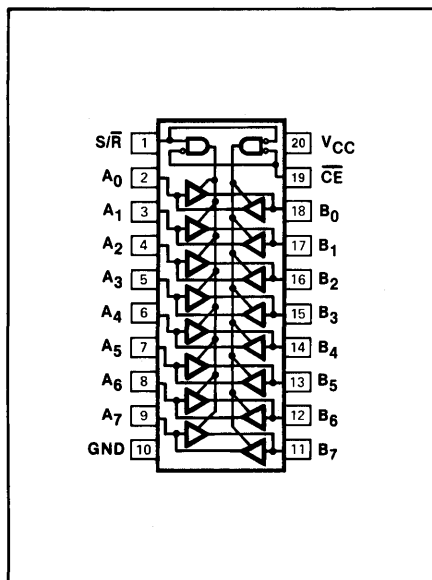 S/R̅ 1
A0 2
A1 3
A2 4
A3 5
A4 6
A5 7
A6 8
A7 9
GND 10
20 VCC
19 C̅E̅
18 B0
17 B1
16 B2
15 B3
14 B4
13 B5
12 B6
11 B7